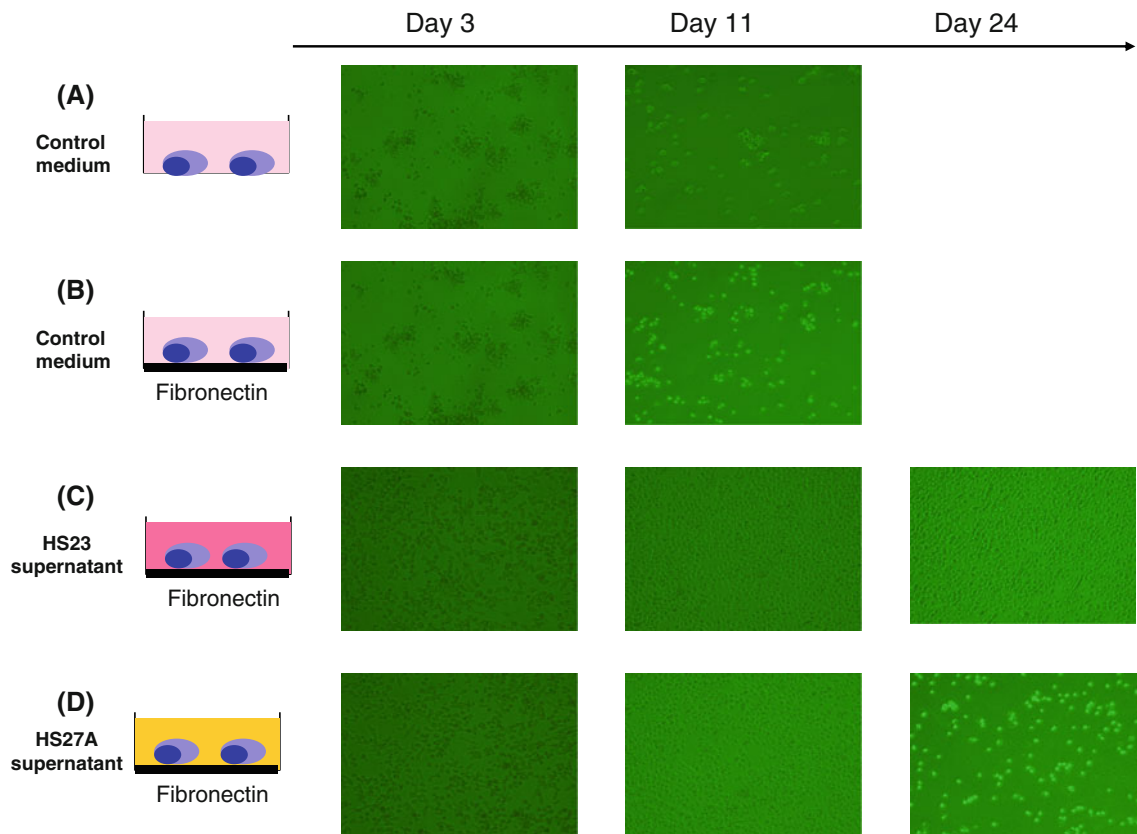 Day 3
Day 11
Day 24
(A)
Control
medium
(B)
Control
medium
Fibronectin
(C)
HS23
supernatant
Fibronectin
(D)
HS27A
supernatant
Fibronectin